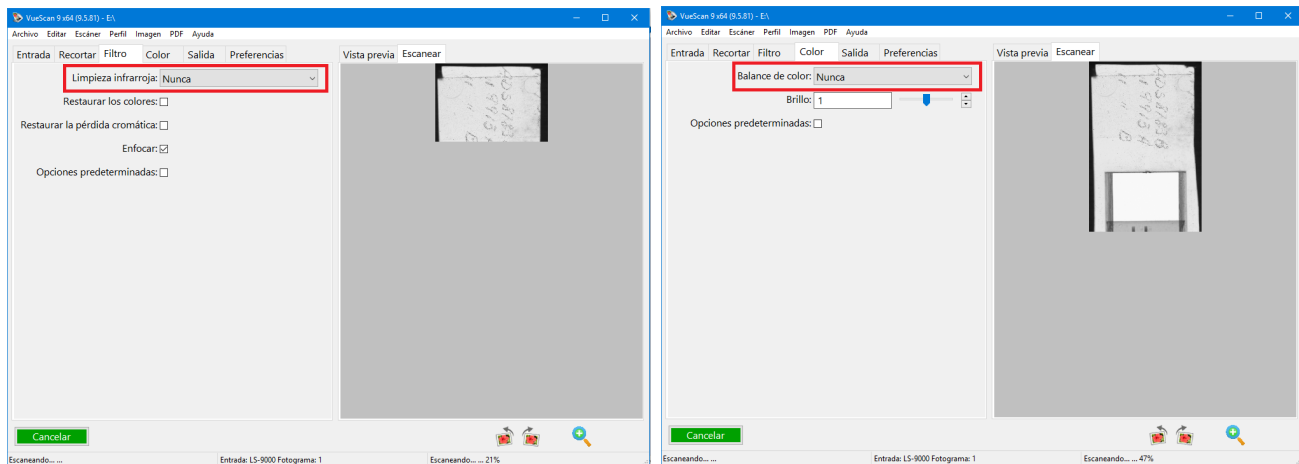 VueScan 9 x64 (9.5.81) - E:\
Archivo Editar Escáner Perfil Imagen PDF Ayuda
Entrada Recortar Filtro Color Salida Preferencias
Limpieza infrarroja: Nunca
Restaurar los colores:
Restaurar la pérdida cromática:
Enfocar:
Opciones predeterminadas:
Vista previa Escanear
Cancelar
Escaneando... ... Entrada: LS-9000 Fotograma: 1 Escaneando... ... 21%
VueScan 9 x64 (9.5.81) - E:\
Archivo Editar Escáner Perfil Imagen PDF Ayuda
Entrada Recortar Filtro Color Salida Preferencias
Balance de color: Nunca
Brillo: 1
Opciones predeterminadas:
Vista previa Escanear
Cancelar
Escaneando... ... Entrada: LS-9000 Fotograma: 1 Escaneando... ... 47%